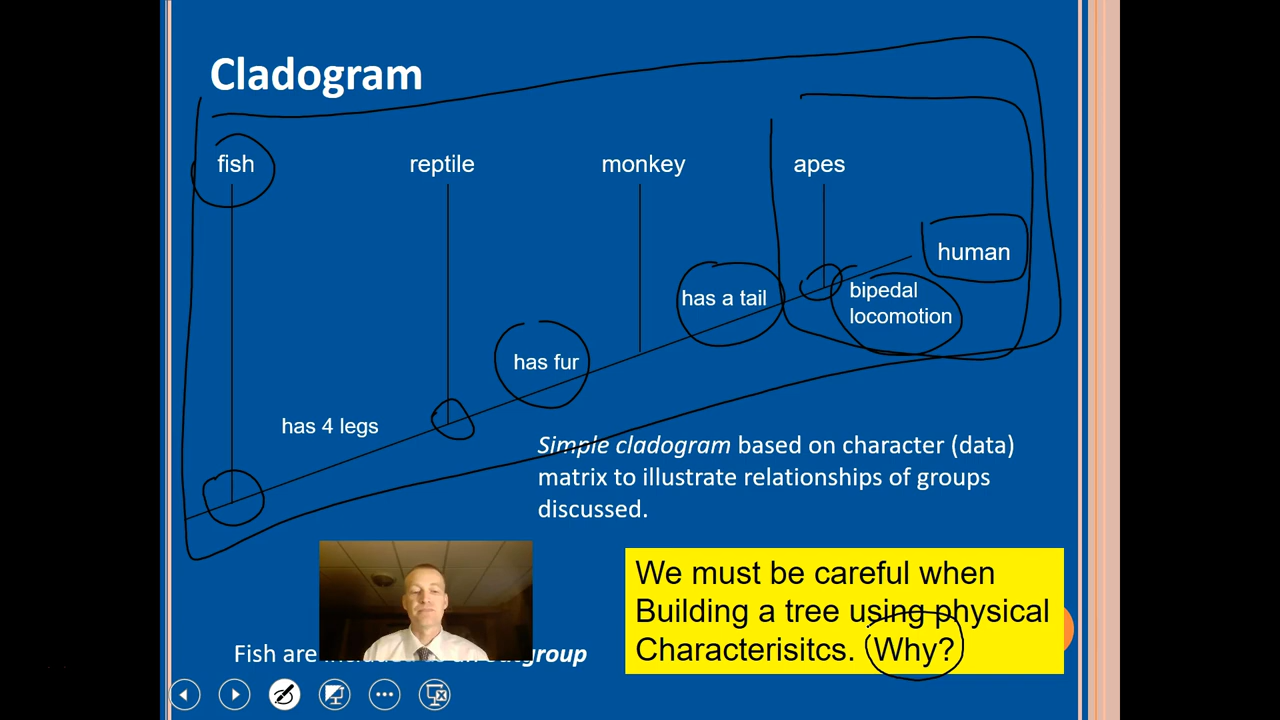 Cladogram
fish reptile monkey apes
human
has a tail
bipedal
locomotion
has fur
has 4 legs
Simple cladogram based on character (data)
matrix to illustrate relationships of groups
discussed.
We must be careful when
Building a tree using physical
Characterisitcs. Why?
Fish are